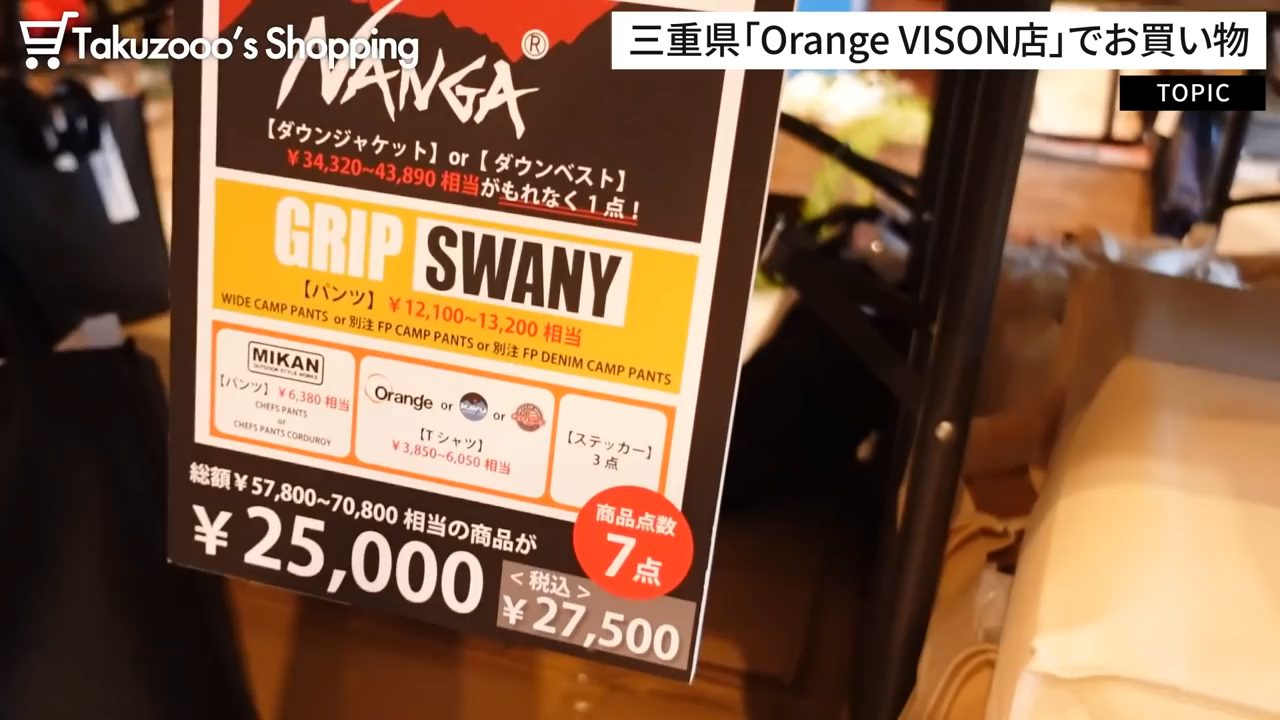 Takuzooo's Shopping
三重県「Orange VISON店」でお買い物
TOPIC
NANGA®
【ダウンジャケット】or【ダウンベスト】
¥34,320~43,890 相当がもれなく1点!
GRIP SWANY
【パンツ】¥12,100~13,200 相当
WIDE CAMP PANTS or 別注 FP CAMP PANTS or 別注 FP DENIM CAMP PANTS
MIKAN
OUTDOOR STYLE WORKS
【パンツ】¥6,380 相当
CHEFS PANTS
or
CHEFS PANTS CORDUROY
Orange or KAVU or
【Tシャツ】
¥3,850~6,050 相当
【ステッカー】
3点
総額¥57,800~70,800 相当の商品が
¥25,000
商品点数
7点
<税込>
¥27,500